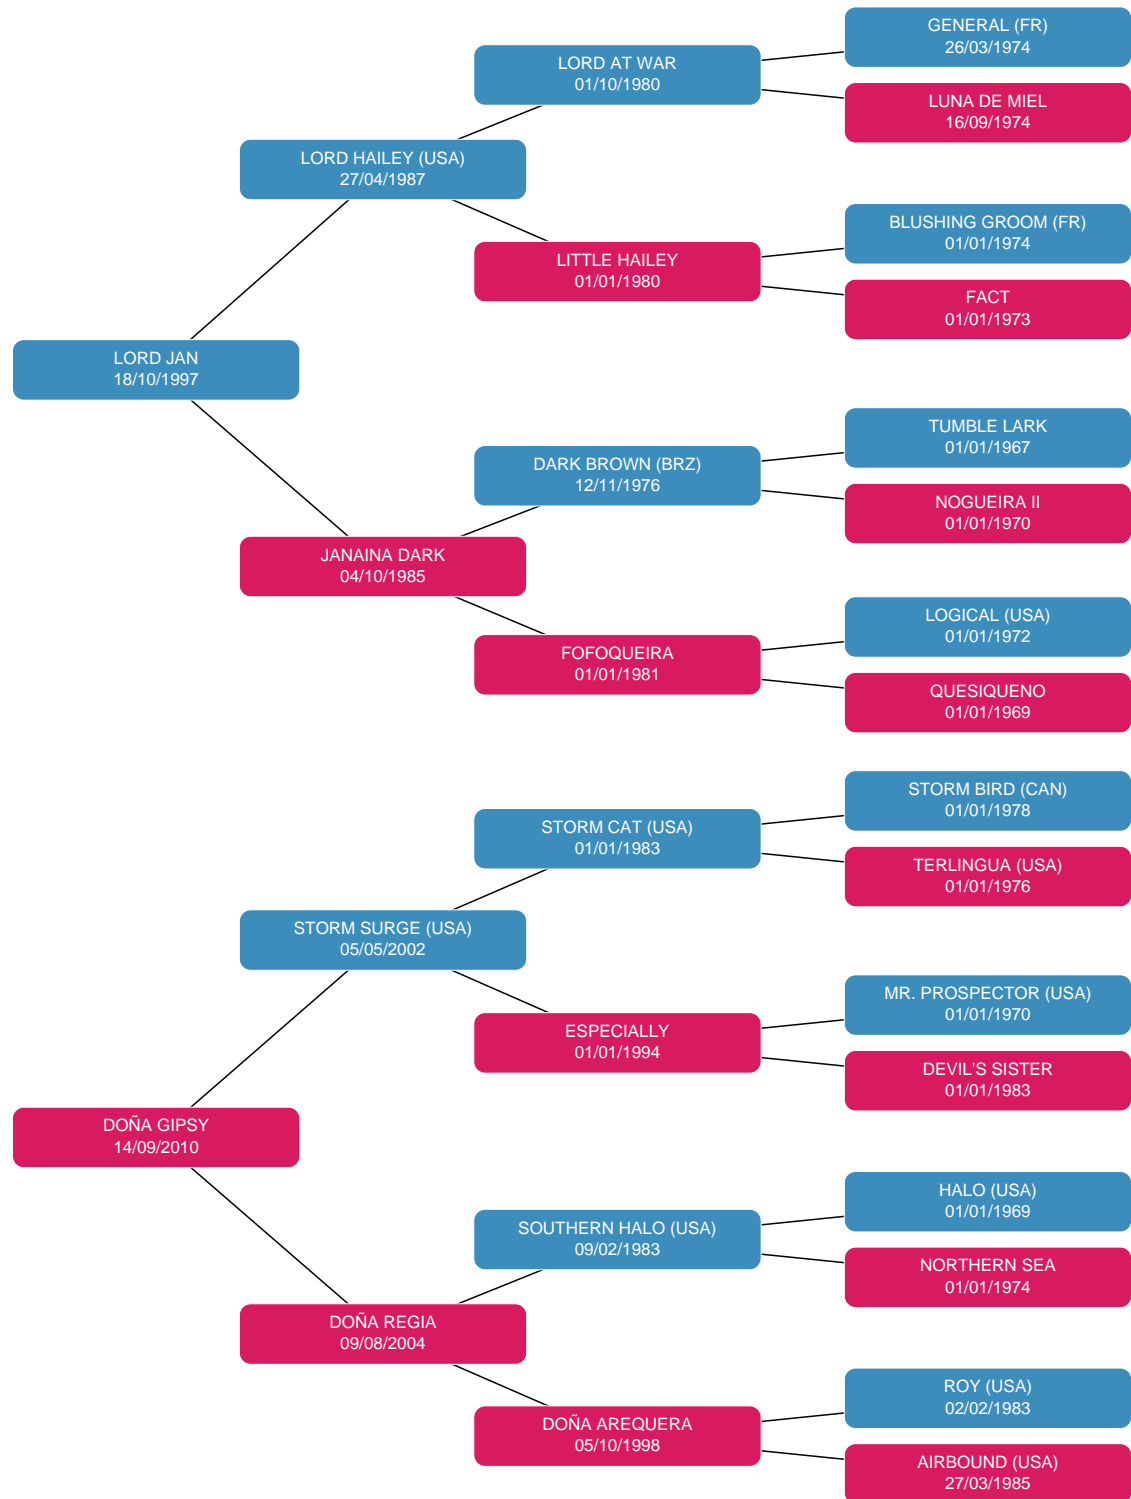 GENERAL (FR)
26/03/1974
LORD AT WAR
01/10/1980
LUNA DE MIEL
16/09/1974
LORD HAILEY (USA)
27/04/1987
BLUSHING GROOM (FR)
01/01/1974
LITTLE HAILEY
01/01/1980
FACT
01/01/1973
LORD JAN
18/10/1997
TUMBLE LARK
01/01/1967
DARK BROWN (BRZ)
12/11/1976
NOGUEIRA II
01/01/1970
JANAINA DARK
04/10/1985
LOGICAL (USA)
01/01/1972
FOFOQUEIRA
01/01/1981
QUESIQUENO
01/01/1969
STORM BIRD (CAN)
01/01/1978
STORM CAT (USA)
01/01/1983
TERLINGUA (USA)
01/01/1976
STORM SURGE (USA)
05/05/2002
MR. PROSPECTOR (USA)
01/01/1970
ESPECIALLY
01/01/1994
DEVIL'S SISTER
01/01/1983
DOÑA GIPSY
14/09/2010
HALO (USA)
01/01/1969
SOUTHERN HALO (USA)
09/02/1983
NORTHERN SEA
01/01/1974
DOÑA REGIA
09/08/2004
ROY (USA)
02/02/1983
DOÑA AREQUERA
05/10/1998
AIRBOUND (USA)
27/03/1985